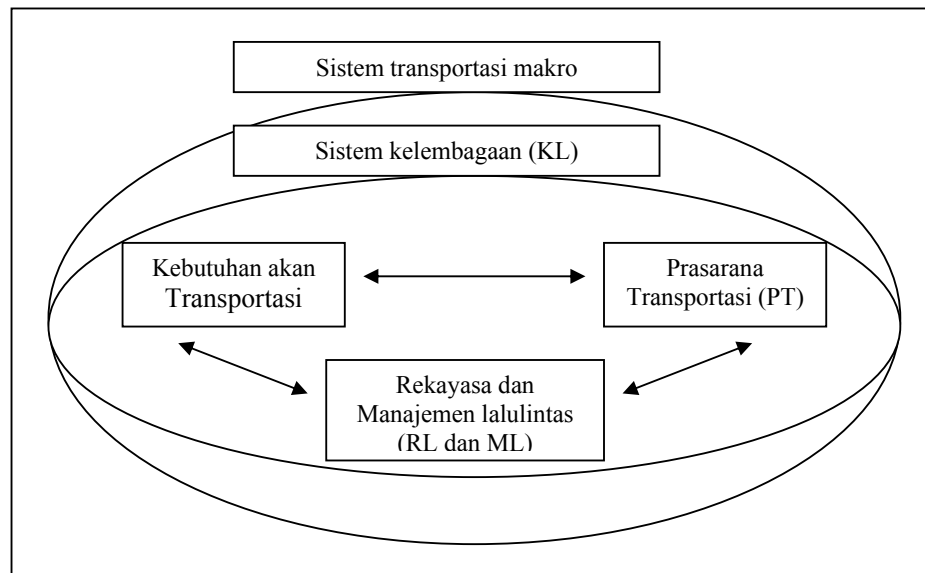 Sistem transportasi makro
Sistem kelembagaan (KL)
Kebutuhan akan
Transportasi
Prasarana
Transportasi (PT)
Rekayasa dan
Manajemen lalulintas
(RL dan ML)